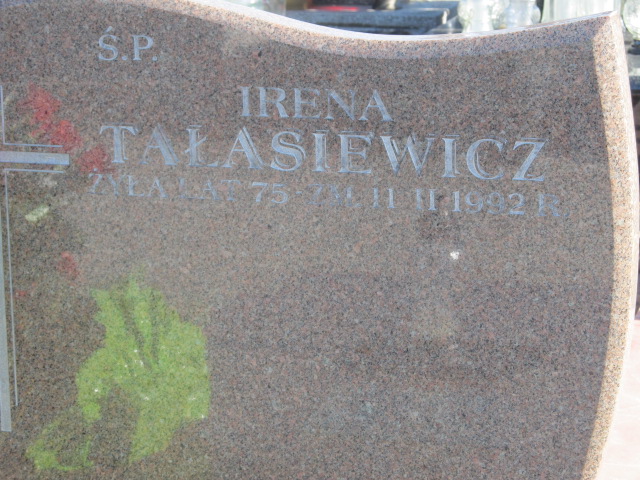 Ś.P.
IRENA
TAŁASIEWICZ
ŻYŁA LAT 75 - ZM. 11 II 1992 R.